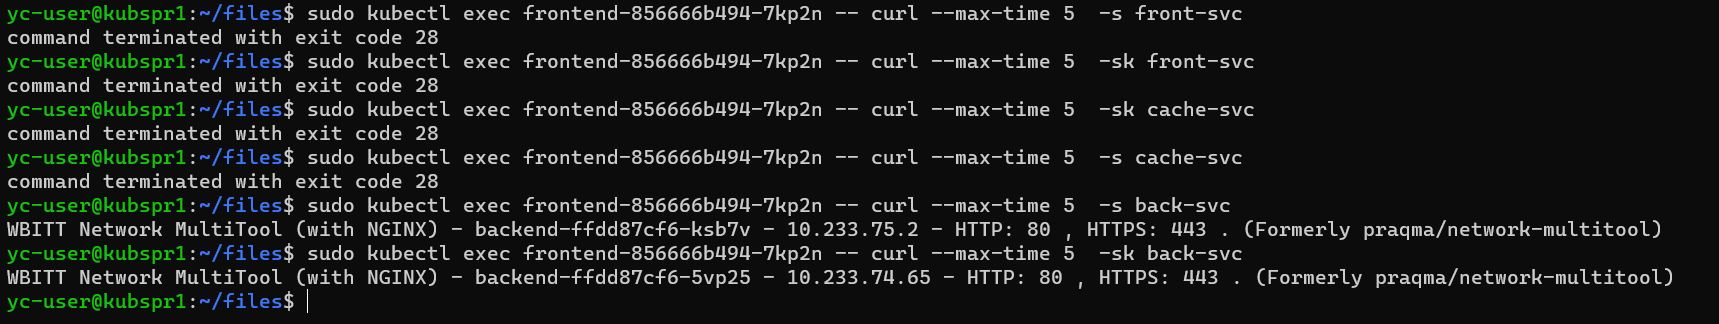 yc-user@kubspr1:~/files$ sudo kubectl exec frontend-856666b494-7kp2n -- curl --max-time 5  -s front-svc
command terminated with exit code 28
yc-user@kubspr1:~/files$ sudo kubectl exec frontend-856666b494-7kp2n -- curl --max-time 5  -sk front-svc
command terminated with exit code 28
yc-user@kubspr1:~/files$ sudo kubectl exec frontend-856666b494-7kp2n -- curl --max-time 5  -sk cache-svc
command terminated with exit code 28
yc-user@kubspr1:~/files$ sudo kubectl exec frontend-856666b494-7kp2n -- curl --max-time 5  -s cache-svc
command terminated with exit code 28
yc-user@kubspr1:~/files$ sudo kubectl exec frontend-856666b494-7kp2n -- curl --max-time 5  -s back-svc
WBITT Network MultiTool (with NGINX) - backend-ffdd87cf6-ksb7v - 10.233.75.2 - HTTP: 80 , HTTPS: 443 . (Formerly praqma/network-multitool)
yc-user@kubspr1:~/files$ sudo kubectl exec frontend-856666b494-7kp2n -- curl --max-time 5  -sk back-svc
WBITT Network MultiTool (with NGINX) - backend-ffdd87cf6-5vp25 - 10.233.74.65 - HTTP: 80 , HTTPS: 443 . (Formerly praqma/network-multitool)
yc-user@kubspr1:~/files$